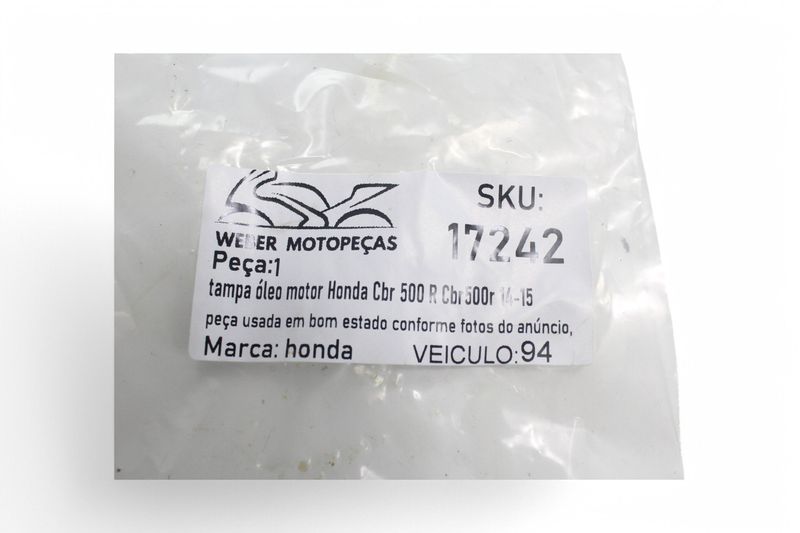 WEBER MOTOPEÇAS
SKU:
17242
Peça:1
tampa óleo motor Honda Cbr 500 R Cbr500r 14-15
peça usada em bom estado conforme fotos do anúncio,
Marca: honda VEICULO:94